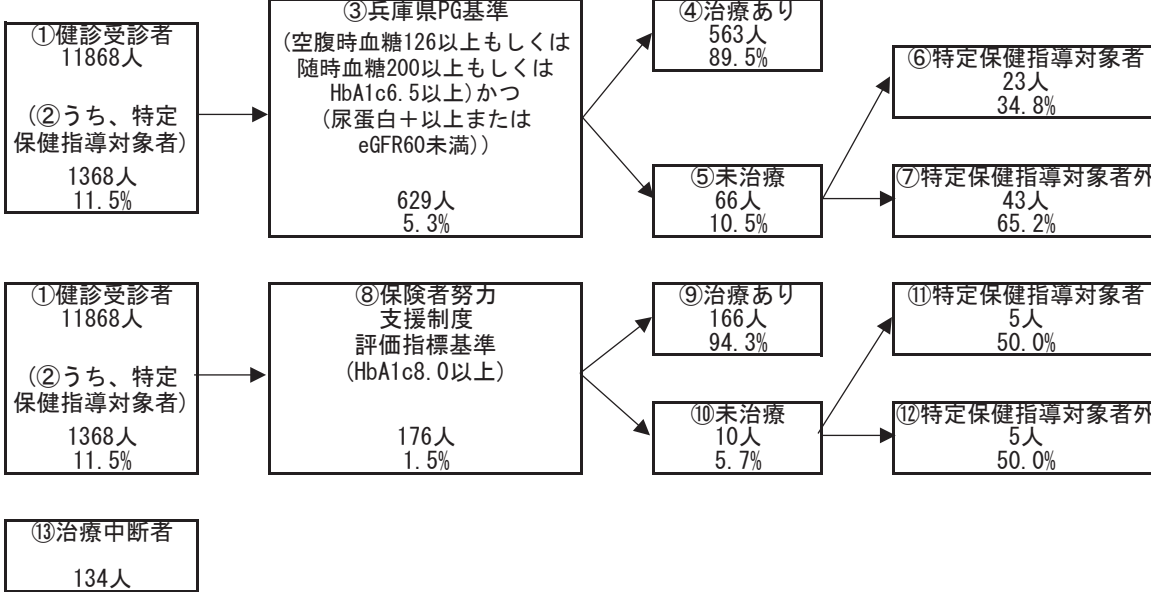 ①健診受診者
11868人
(②うち、特定
保健指導対象者)
1368人
11.5%
③兵庫県PG基準
(空腹時血糖126以上もしくは
随時血糖200以上もしくは
HbA1c6.5以上)かつ
(尿蛋白+以上または
eGFR60未満))
629人
5.3%
④治療あり
563人
89.5%
⑤未治療
66人
10.5%
⑥特定保健指導対象者
23人
34.8%
⑦特定保健指導対象者外
43人
65.2%
①健診受診者
11868人
(②うち、特定
保健指導対象者)
1368人
11.5%
⑧保険者努力
支援制度
評価指標基準
(HbA1c8.0以上)
176人
1.5%
⑨治療あり
166人
94.3%
⑩未治療
10人
5.7%
⑪特定保健指導対象者
5人
50.0%
⑫特定保健指導対象者外
5人
50.0%
⑬治療中断者
134人